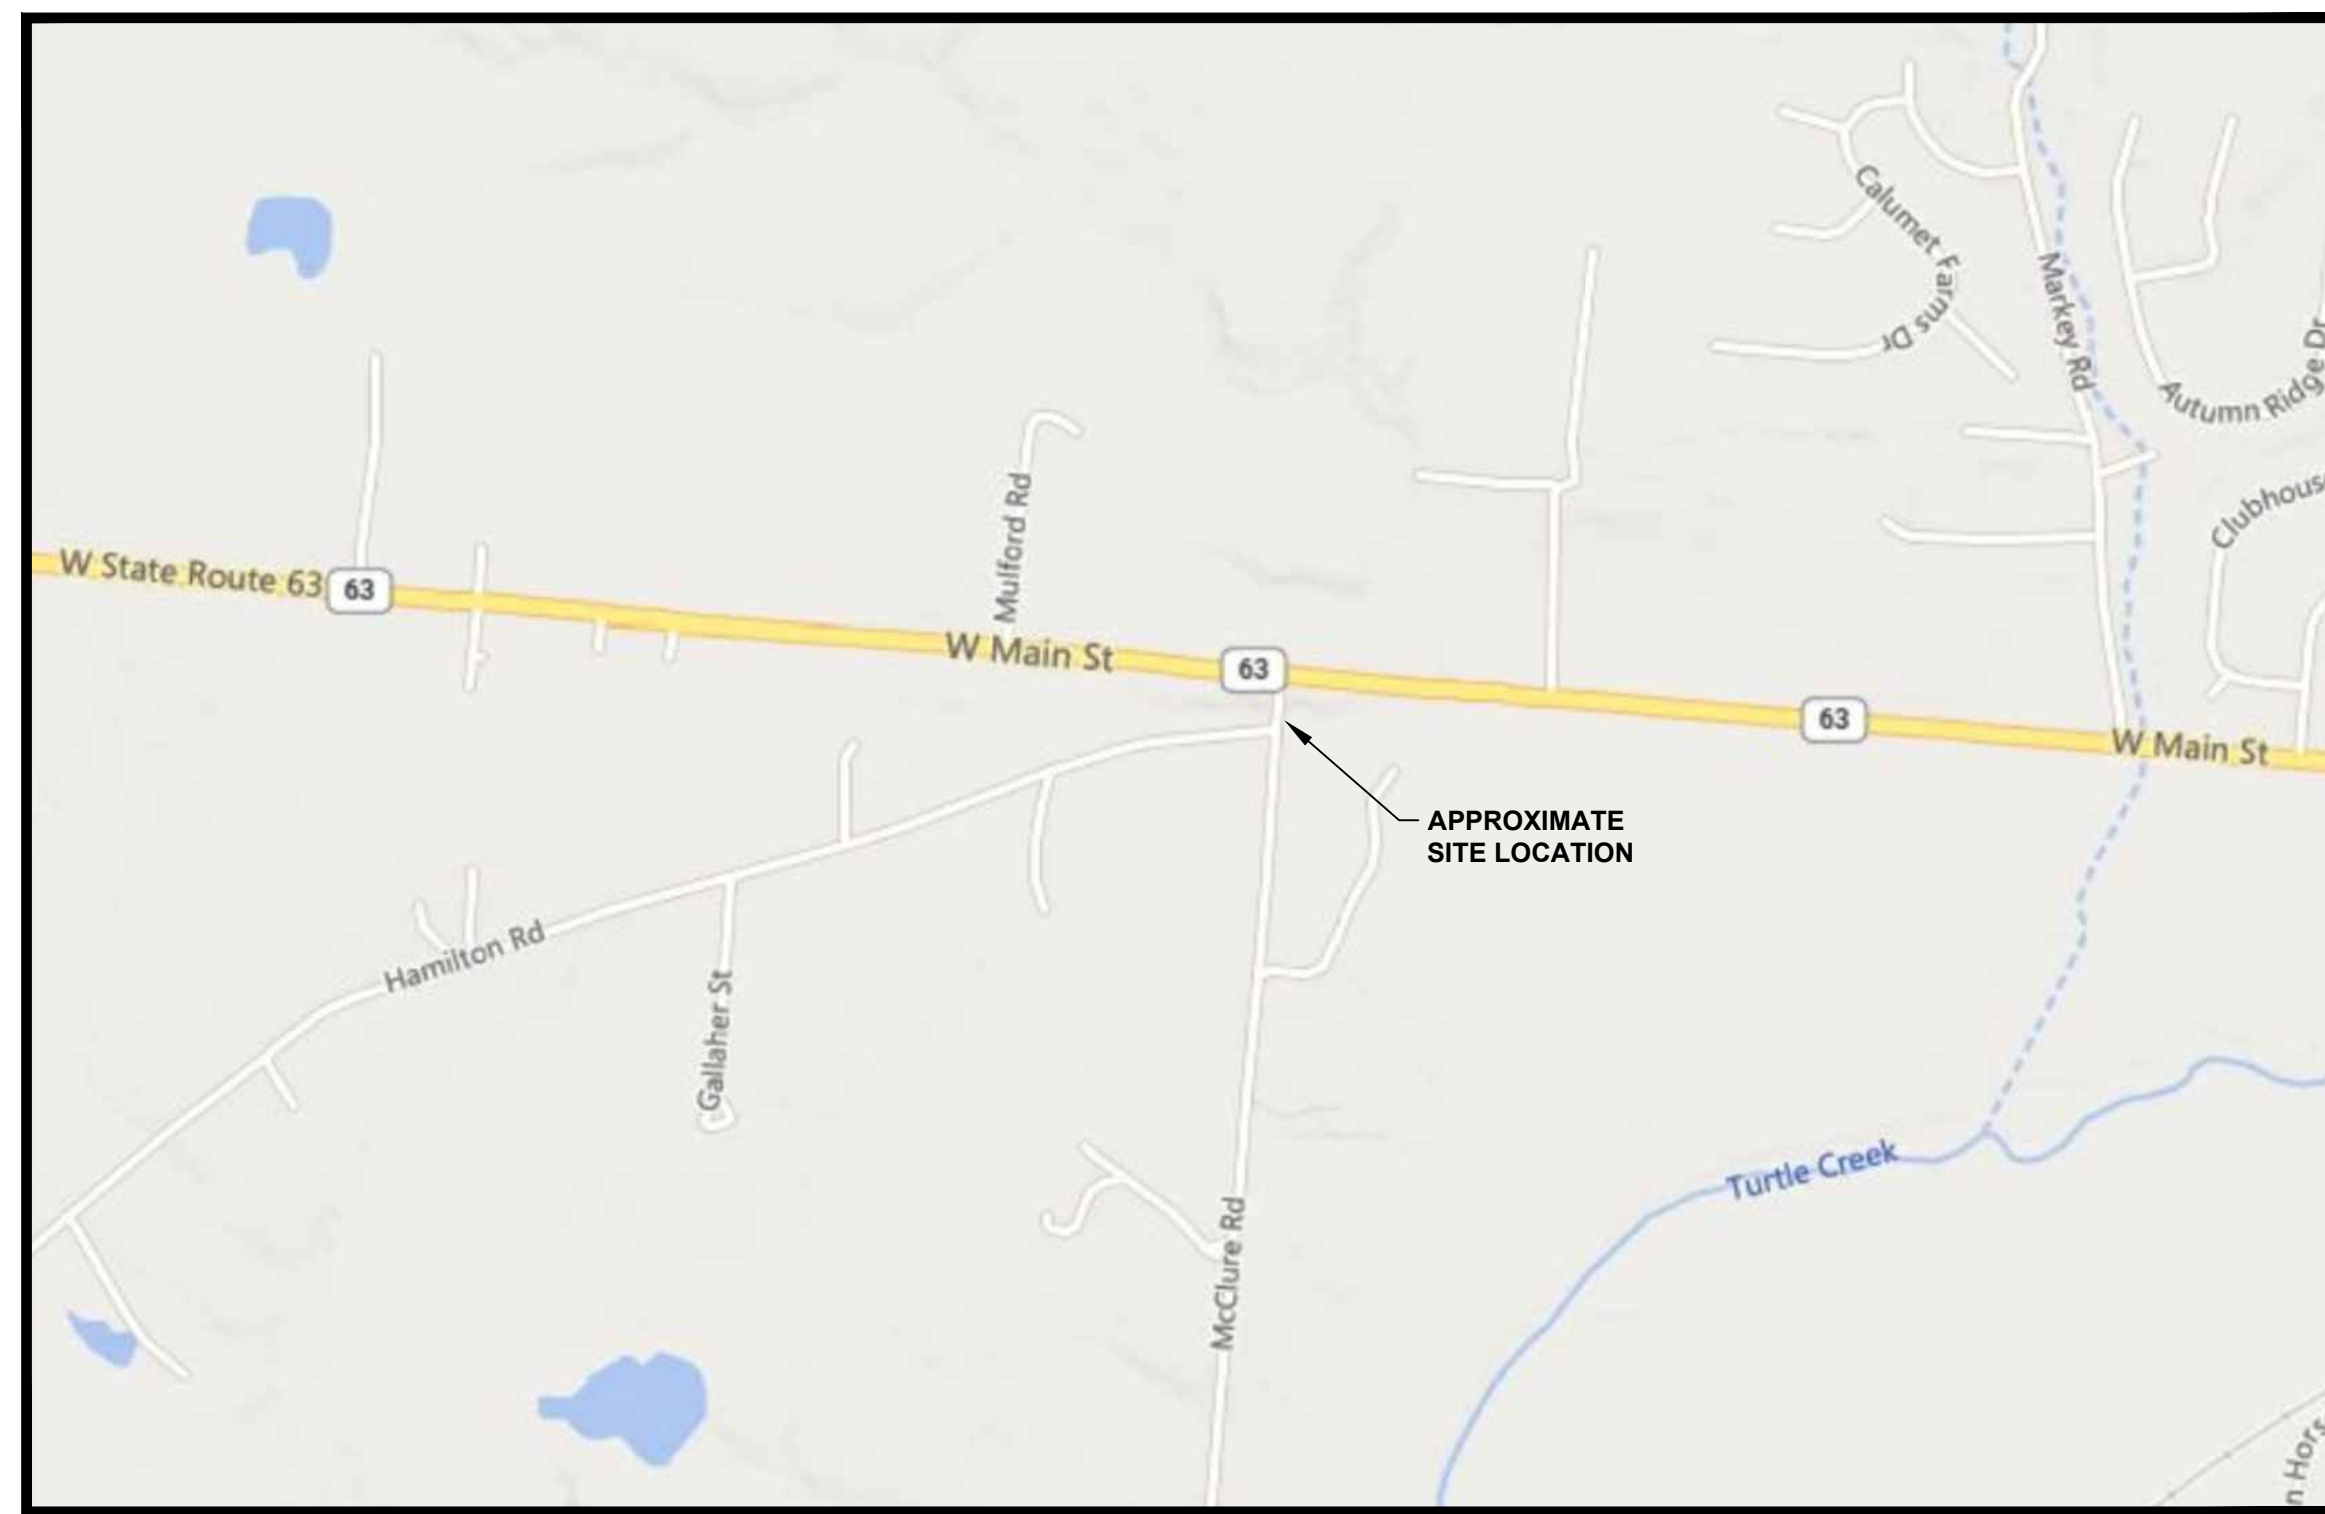 Calumet Farms Dr
Markey Rd
Autumn Ridge Dr
Mulford Rd
W State Route 63
63
W Main St
63
63
W Main St
APPROXIMATE
SITE LOCATION
Hamilton Rd
Gallaher St
McClure Rd
Turtle Creek